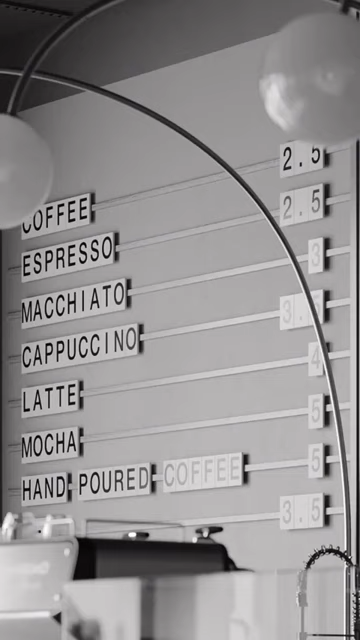 COFFEE 2.5
ESPRESSO 2.5
MACCHIATO 3
CAPPUCCINO 3.5
LATTE 4
MOCHA 5
HAND POURED COFFEE 5
3.5